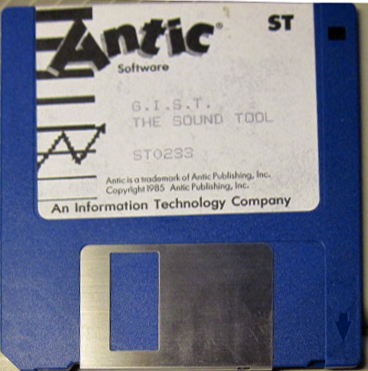 Antic® ST
Software
G.I.S.T.
THE SOUND TOOL
ST0233
Antic is a trademark of Antic Publishing, Inc.
Copyright 1985 Antic Publishing, Inc.
An Information Technology Company